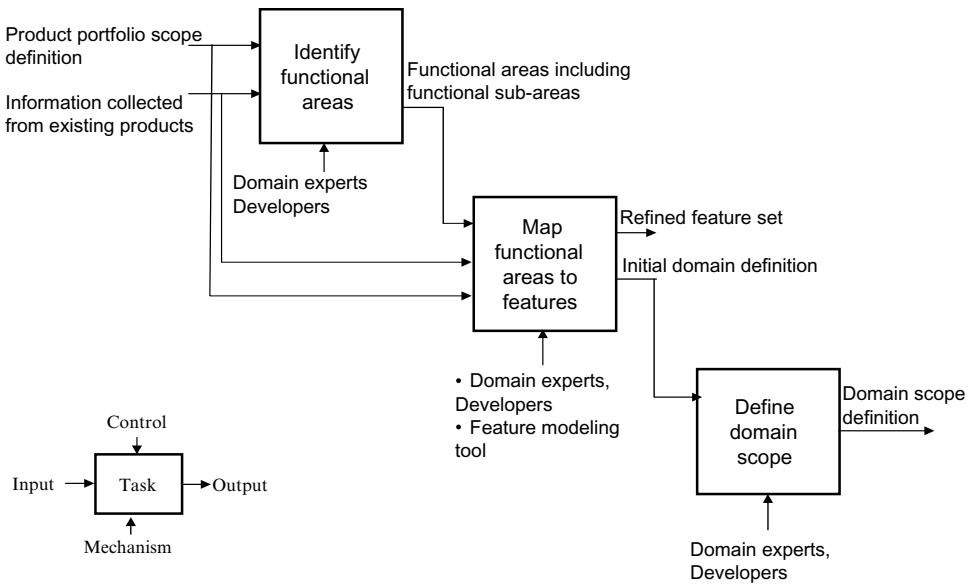 Product portfolio scope
definition
Information collected
from existing products
Identify
functional
areas
Functional areas including
functional sub-areas
Domain experts
Developers
Map
functional
areas to
features
Refined feature set
Initial domain definition
• Domain experts,
Developers
• Feature modeling
tool
Define
domain
scope
Domain scope
definition
Domain experts,
Developers
Control
Input
Task
Output
Mechanism